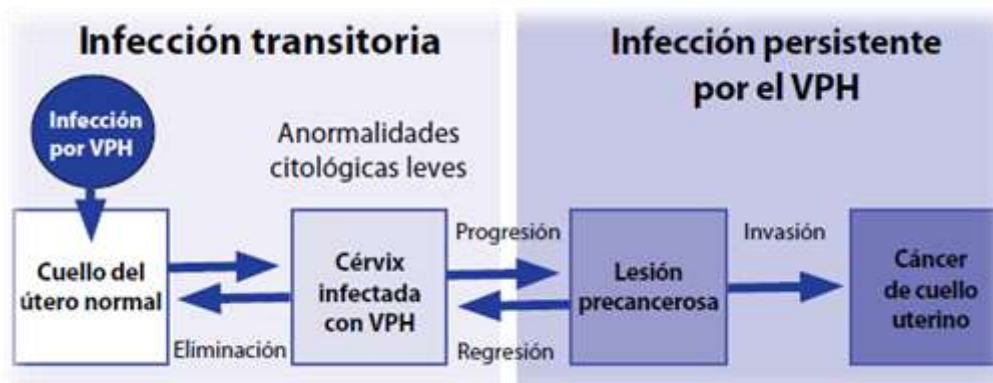 Infección transitoria
Infección persistente
por el VPH
Infección
por VPH
Anormalidades
citológicas leves
Cuello del
útero normal
Eliminación
Cérvix
infectada
con VPH
Progresión
Regresión
Lesión
precancerosa
Invasión
Cáncer
de cuello
uterino